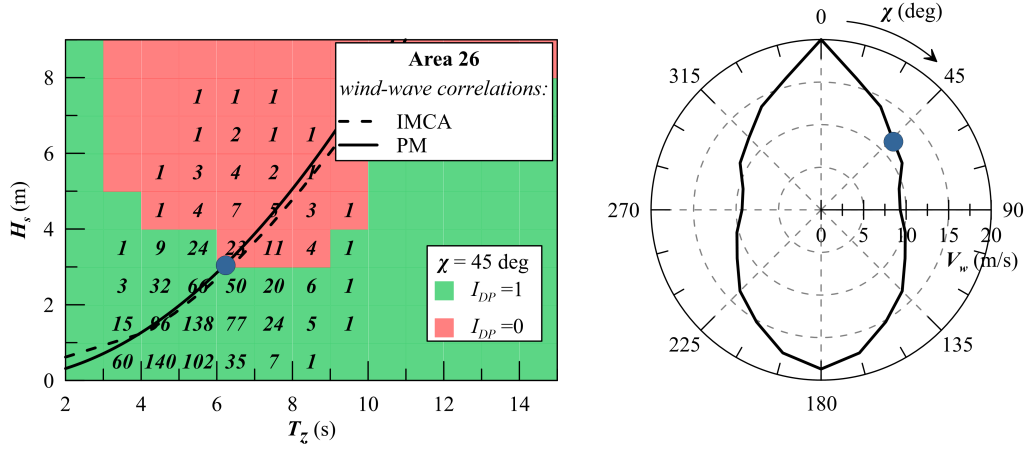 Area 26
wind-wave correlations:
IMCA
PM
8
6
4
2
0
H_s (m)
1 1 1
1 2 1 1
1 3 4 2 1
1 4 7 5 3 1
1 9 24 23 11 4 1
3 32 66 50 20 6 1
15 96 138 77 24 5 1
60 140 102 35 7 1
χ = 45 deg
I_DP =1
I_DP =0
2 4 6 8 10 12 14
T_z (s)
0
χ (deg)
315
45
270
90
0 5 10 15 20
V_w (m/s)
225
135
180